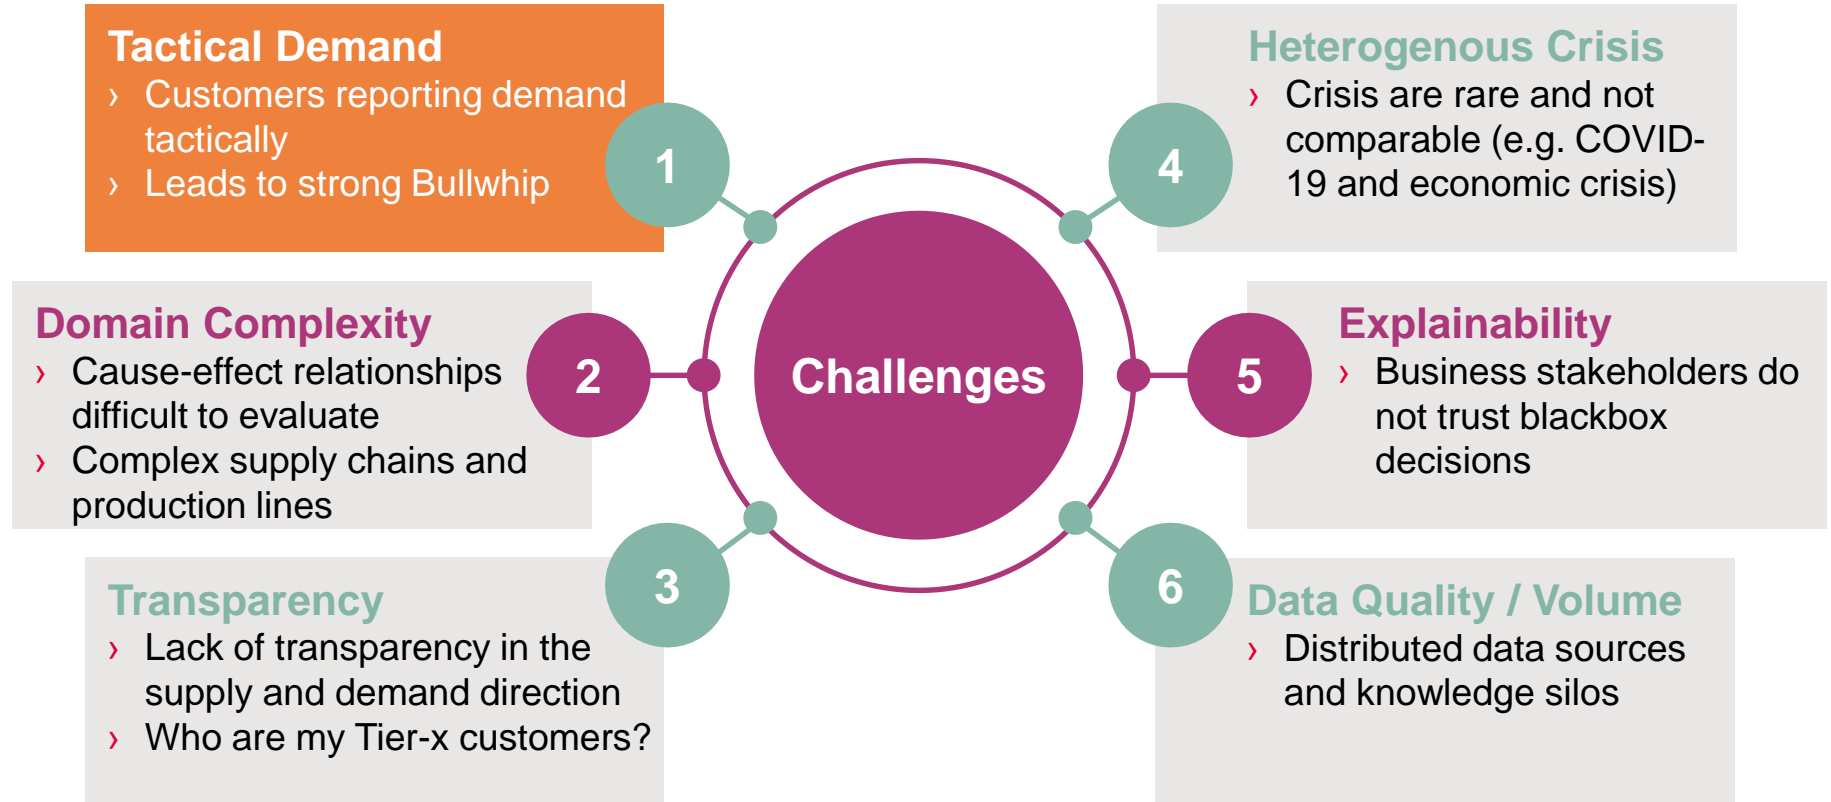 Tactical Demand
› Customers reporting demand
tactically
› Leads to strong Bullwhip
1
Domain Complexity
› Cause-effect relationships
difficult to evaluate
› Complex supply chains and
production lines
2
Transparency
› Lack of transparency in the
supply and demand direction
› Who are my Tier-x customers?
3
Challenges
4
Heterogenous Crisis
› Crisis are rare and not
comparable (e.g. COVID-
19 and economic crisis)
5
Explainability
› Business stakeholders do
not trust blackbox
decisions
6
Data Quality / Volume
› Distributed data sources
and knowledge silos